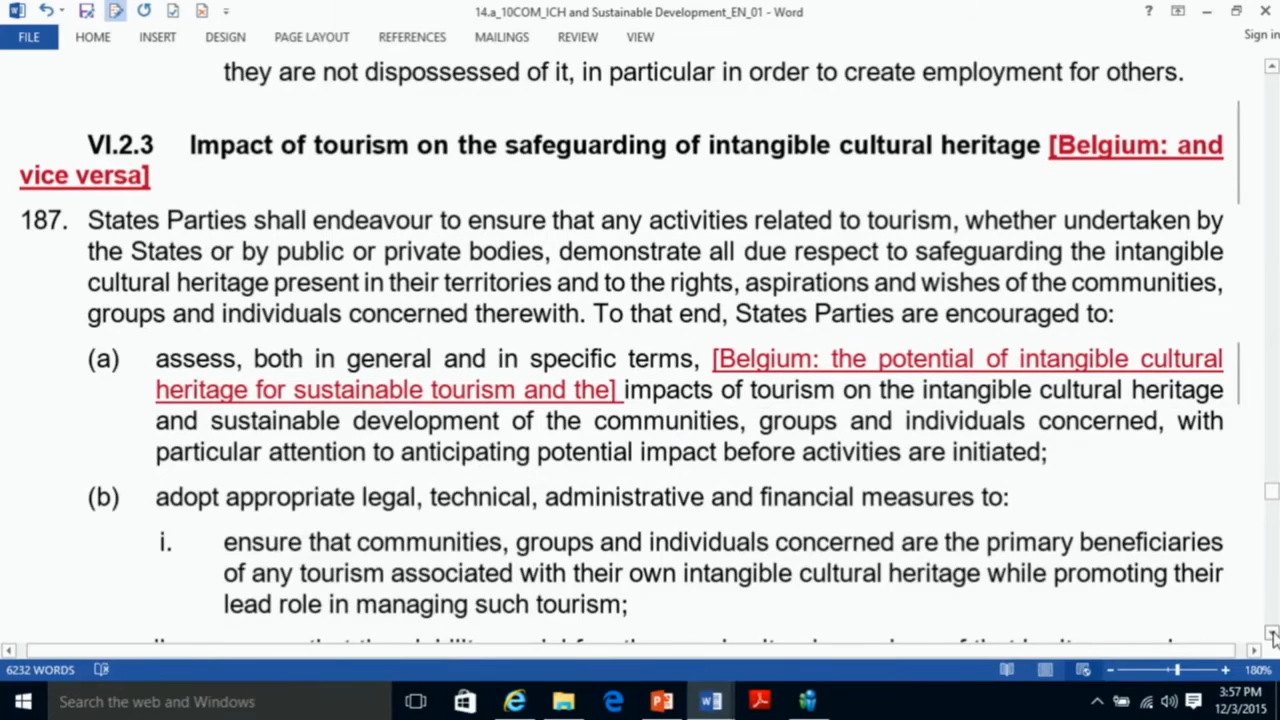 14.a_10COM_ICH and Sustainable Development_EN_01 - Word
Sign in
FILE HOME INSERT DESIGN PAGE LAYOUT REFERENCES MAILINGS REVIEW VIEW
they are not dispossessed of it, in particular in order to create employment for others.
VI.2.3 Impact of tourism on the safeguarding of intangible cultural heritage [Belgium: and
vice versa]
187. States Parties shall endeavour to ensure that any activities related to tourism, whether undertaken by
the States or by public or private bodies, demonstrate all due respect to safeguarding the intangible
cultural heritage present in their territories and to the rights, aspirations and wishes of the communities,
groups and individuals concerned therewith. To that end, States Parties are encouraged to:
(a) assess, both in general and in specific terms, [Belgium: the potential of intangible cultural
heritage for sustainable tourism and the] impacts of tourism on the intangible cultural heritage
and sustainable development of the communities, groups and individuals concerned, with
particular attention to anticipating potential impact before activities are initiated;
(b) adopt appropriate legal, technical, administrative and financial measures to:
i. ensure that communities, groups and individuals concerned are the primary beneficiaries
of any tourism associated with their own intangible cultural heritage while promoting their
lead role in managing such tourism;
6232 WORDS
180%
Search the web and Windows
3:57 PM
12/3/2015